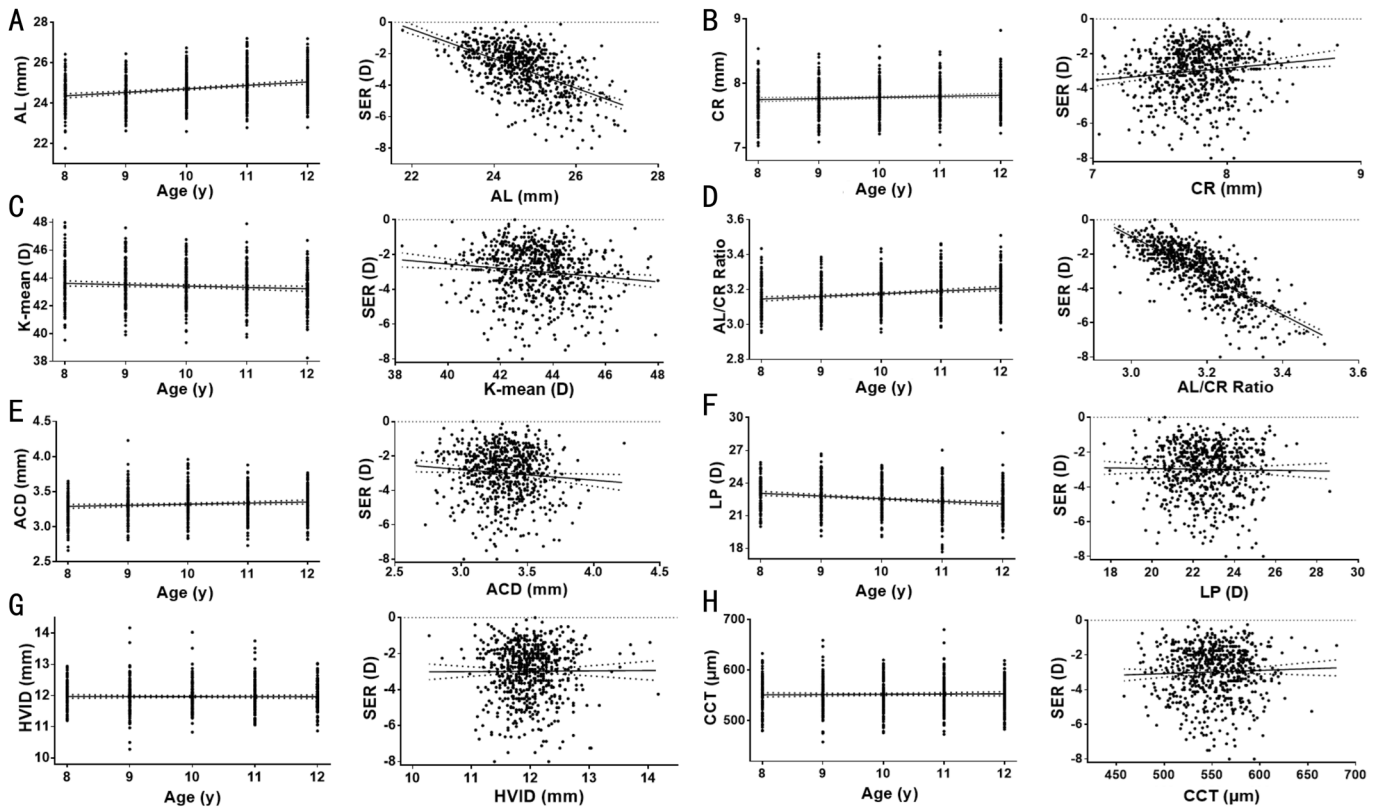 A
AL (mm)
28
26
24
22
8 9 10 11 12
Age (y)
SER (D)
0
-2
-4
-6
-8
22 24 26 28
AL (mm)
B
CR (mm)
9
8
7
8 9 10 11 12
Age (y)
SER (D)
0
-2
-4
-6
-8
7 8 9
CR (mm)
C
K-mean (D)
48
46
44
42
40
38
8 9 10 11 12
Age (y)
SER (D)
0
-2
-4
-6
-8
38 40 42 44 46 48
K-mean (D)
D
AL/CR Ratio
3.6
3.4
3.2
3.0
2.8
8 9 10 11 12
Age (y)
SER (D)
0
-2
-4
-6
-8
3.0 3.2 3.4 3.6
AL/CR Ratio
E
ACD (mm)
4.5
4.0
3.5
3.0
2.5
8 9 10 11 12
Age (y)
SER (D)
0
-2
-4
-6
-8
2.5 3.0 3.5 4.0 4.5
ACD (mm)
F
LP (D)
30
27
24
21
18
8 9 10 11 12
Age (y)
SER (D)
0
-2
-4
-6
-8
18 20 22 24 26 28 30
LP (D)
G
HVID (mm)
14
13
12
11
10
8 9 10 11 12
Age (y)
SER (D)
0
-2
-4
-6
-8
10 11 12 13 14
HVID (mm)
H
CCT (μm)
700
600
500
8 9 10 11 12
Age (y)
SER (D)
0
-2
-4
-6
-8
450 500 550 600 650 700
CCT (μm)